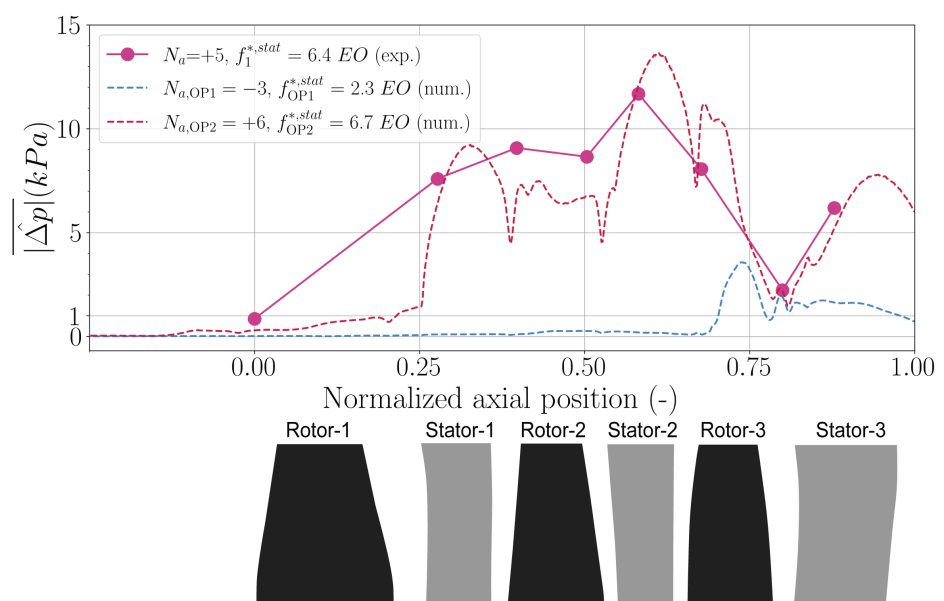 15
10
5
1
0
|Δ̂p|(kPa)
N_a=+5, f_1^{*,stat} = 6.4 EO (exp.)
N_{a,OP1} = −3, f_{OP1}^{*,stat} = 2.3 EO (num.)
N_{a,OP2} = +6, f_{OP2}^{*,stat} = 6.7 EO (num.)
0.00 0.25 0.50 0.75 1.00
Normalized axial position (-)
Rotor-1 Stator-1 Rotor-2 Stator-2 Rotor-3 Stator-3